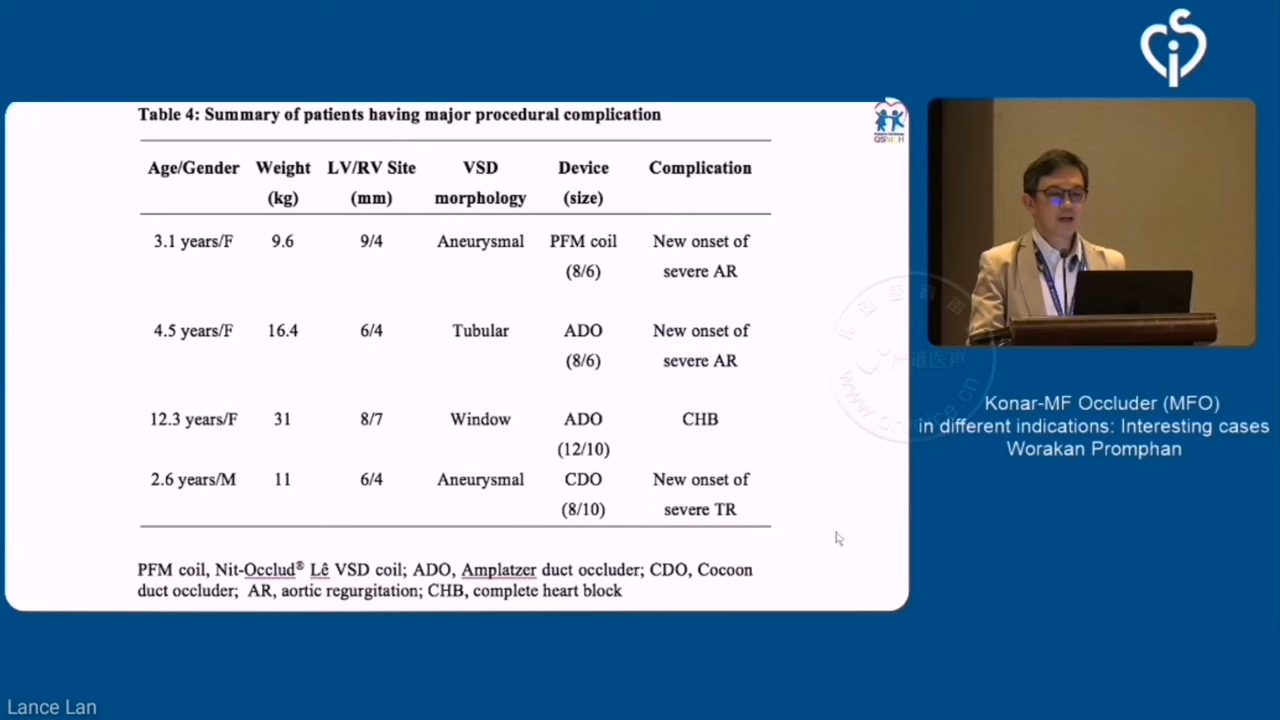 Table 4: Summary of patients having major procedural complication
Age/Gender Weight (kg) LV/RV Site (mm) VSD morphology Device (size) Complication
3.1 years/F 9.6 9/4 Aneurysmal PFM coil (8/6) New onset of severe AR
4.5 years/F 16.4 6/4 Tubular ADO (8/6) New onset of severe AR
12.3 years/F 31 8/7 Window ADO (12/10) CHB
2.6 years/M 11 6/4 Aneurysmal CDO (8/10) New onset of severe TR
PFM coil, Nit-Occlud® Lê VSD coil; ADO, Amplatzer duct occluder; CDO, Cocoon
duct occluder; AR, aortic regurgitation; CHB, complete heart block
Konar-MF Occluder (MFO)
in different indications: Interesting cases
Worakan Promphan
Lance Lan